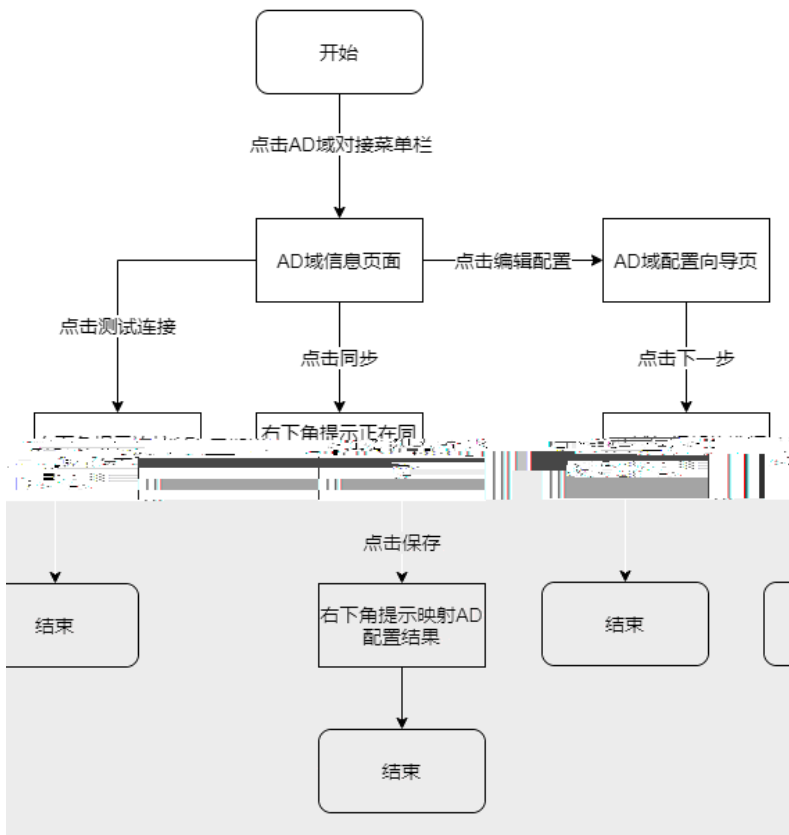 开始
点击AD域对接菜单栏
AD域信息页面
点击编辑配置
AD域配置向导页
点击测试连接
点击同步
点击下一步
右下角提示正在同
点击保存
结束
右下角提示映射AD
配置结果
结束
结束